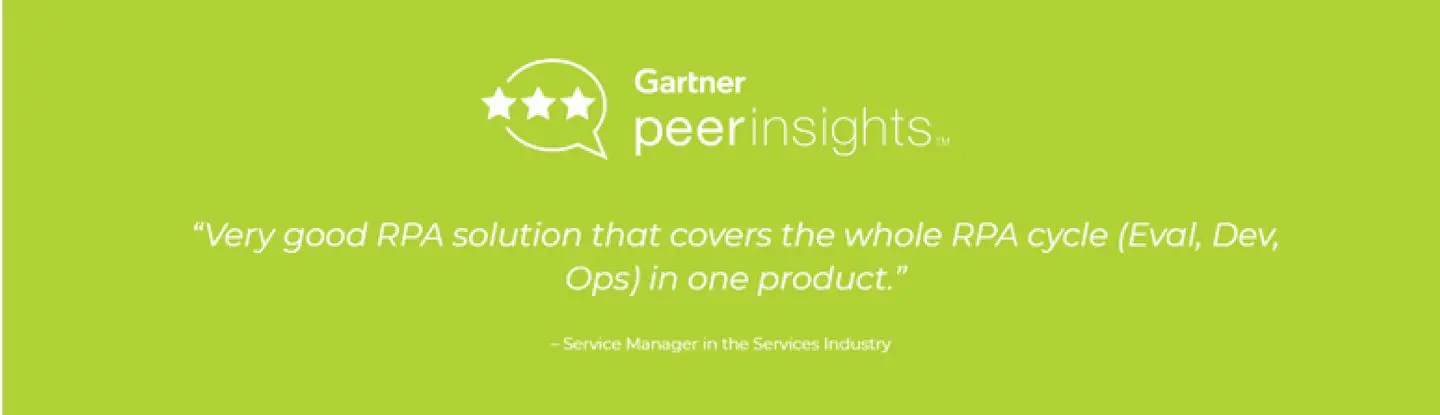 Gartner
peerinsights™
“Very good RPA solution that covers the whole RPA cycle (Eval, Dev,
Ops) in one product.”
– Service Manager in the Services Industry